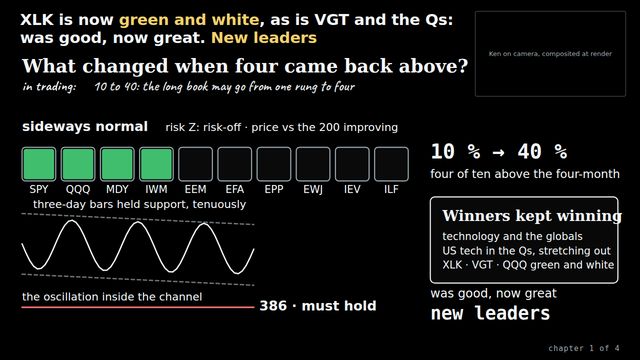 XLK is now green and white, as is VGT and the Qs:
was good, now great. New leaders
Ken on camera, composited at render
What changed when four came back above?
in trading: 10 to 40: the long book may go from one rung to four
sideways normal risk Z: risk-off · price vs the 200 improving
SPY QQQ MDY IWM EEM EFA EPP EWJ IEV ILF
three-day bars held support, tenuously
the oscillation inside the channel
386 · must hold
10 % → 40 %
four of ten above the four-month
Winners kept winning
technology and the globals
US tech in the Qs, stretching out
XLK · VGT · QQQ green and white
was good, now great
new leaders
chapter 1 of 4